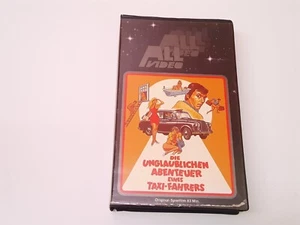 ALL
VIDEO
DIE
UNGLAUBLICHEN
ABENTEUER
EINES
TAXI-FAHRERS